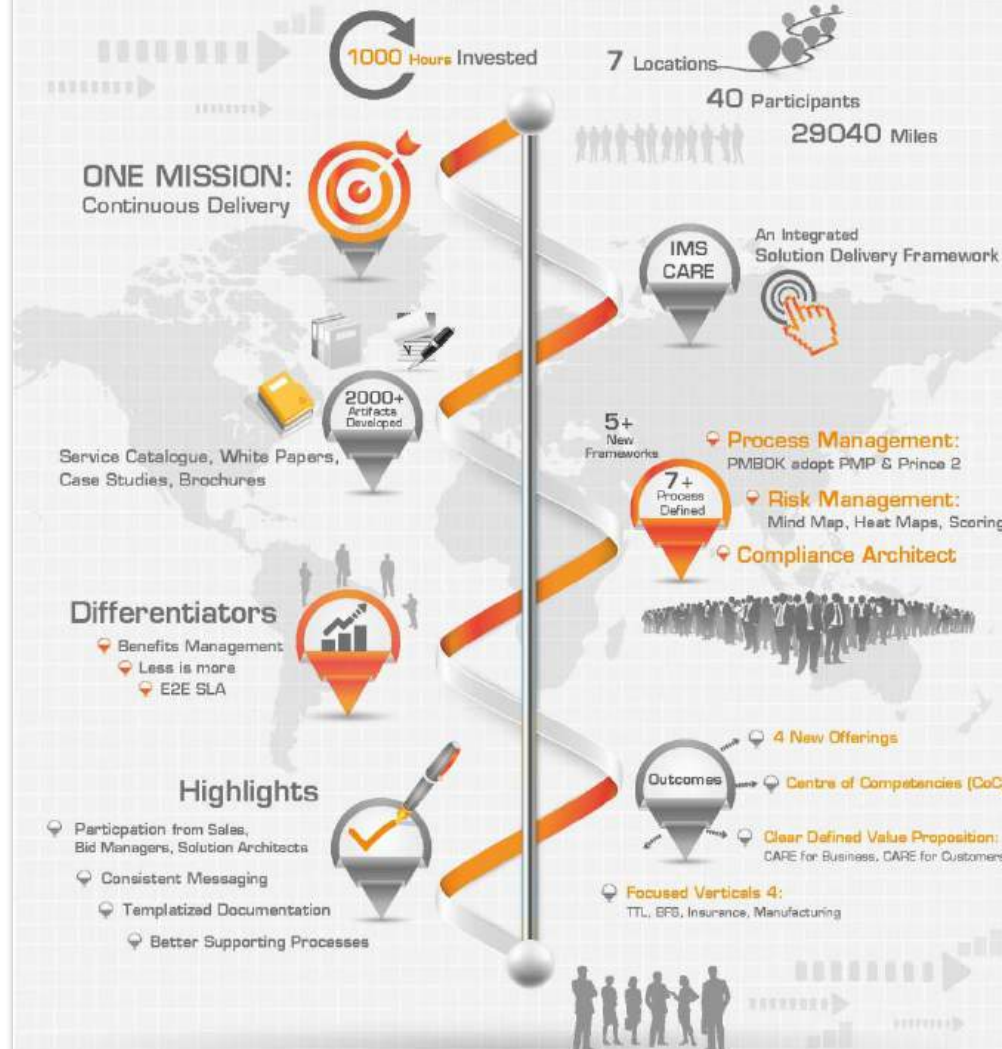 1000 Hours Invested
7 Locations
40 Participants
29040 Miles
ONE MISSION:
Continuous Delivery
IMS
CARE
An Integrated
Solution Delivery Framework
2000+
Artifacts
Developed
Service Catalogue, White Papers,
Case Studies, Brochures
5+
New
Frameworks
7+
Process
Defined
Process Management:
PMBOK adopt PMP & Prince 2
Risk Management:
Mind Map, Heat Maps, Scoring
Compliance Architect
Differentiators
Benefits Management
Less is more
E2E SLA
Highlights
Particpation from Sales,
Bid Managers, Solution Architects
Consistent Messaging
Templatized Documentation
Better Supporting Processes
Outcomes
4 New Offerings
Centre of Competencies (CoC
Clear Defined Value Proposition:
CARE for Business, CARE for Customers
Focused Verticals 4:
TTL, BFS, Insurance, Manufacturing